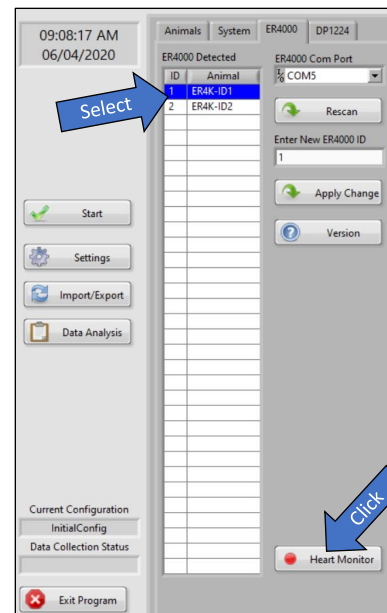 09:08:17 AM
06/04/2020
Start
Settings
Import/Export
Data Analysis
Current Configuration
InitialConfig
Data Collection Status
Exit Program
Animals System ER4000 DP1224
ER4000 Detected
ID Animal
1 ER4K-ID1
2 ER4K-ID2
Select
ER4000 Com Port
COM5
Rescan
Enter New ER4000 ID
1
Apply Change
Version
Click
Heart Monitor